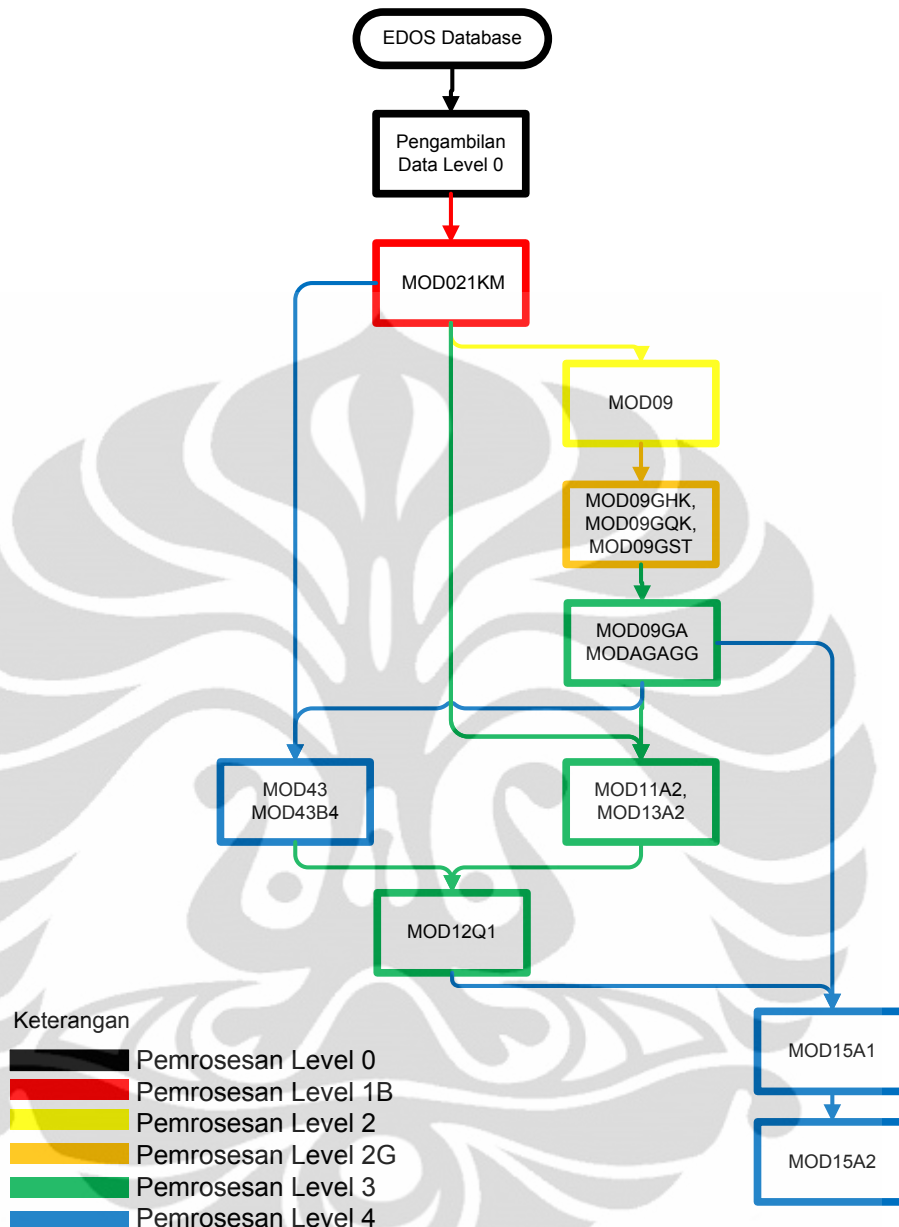 EDOS Database
Pengambilan
Data Level 0
MOD021KM
MOD09
MOD09GHK,
MOD09GQK,
MOD09GST
MOD09GA
MODAGAGG
MOD43
MOD43B4
MOD11A2,
MOD13A2
MOD12Q1
MOD15A1
MOD15A2
Keterangan
Pemrosesan Level 0
Pemrosesan Level 1B
Pemrosesan Level 2
Pemrosesan Level 2G
Pemrosesan Level 3
Pemrosesan Level 4